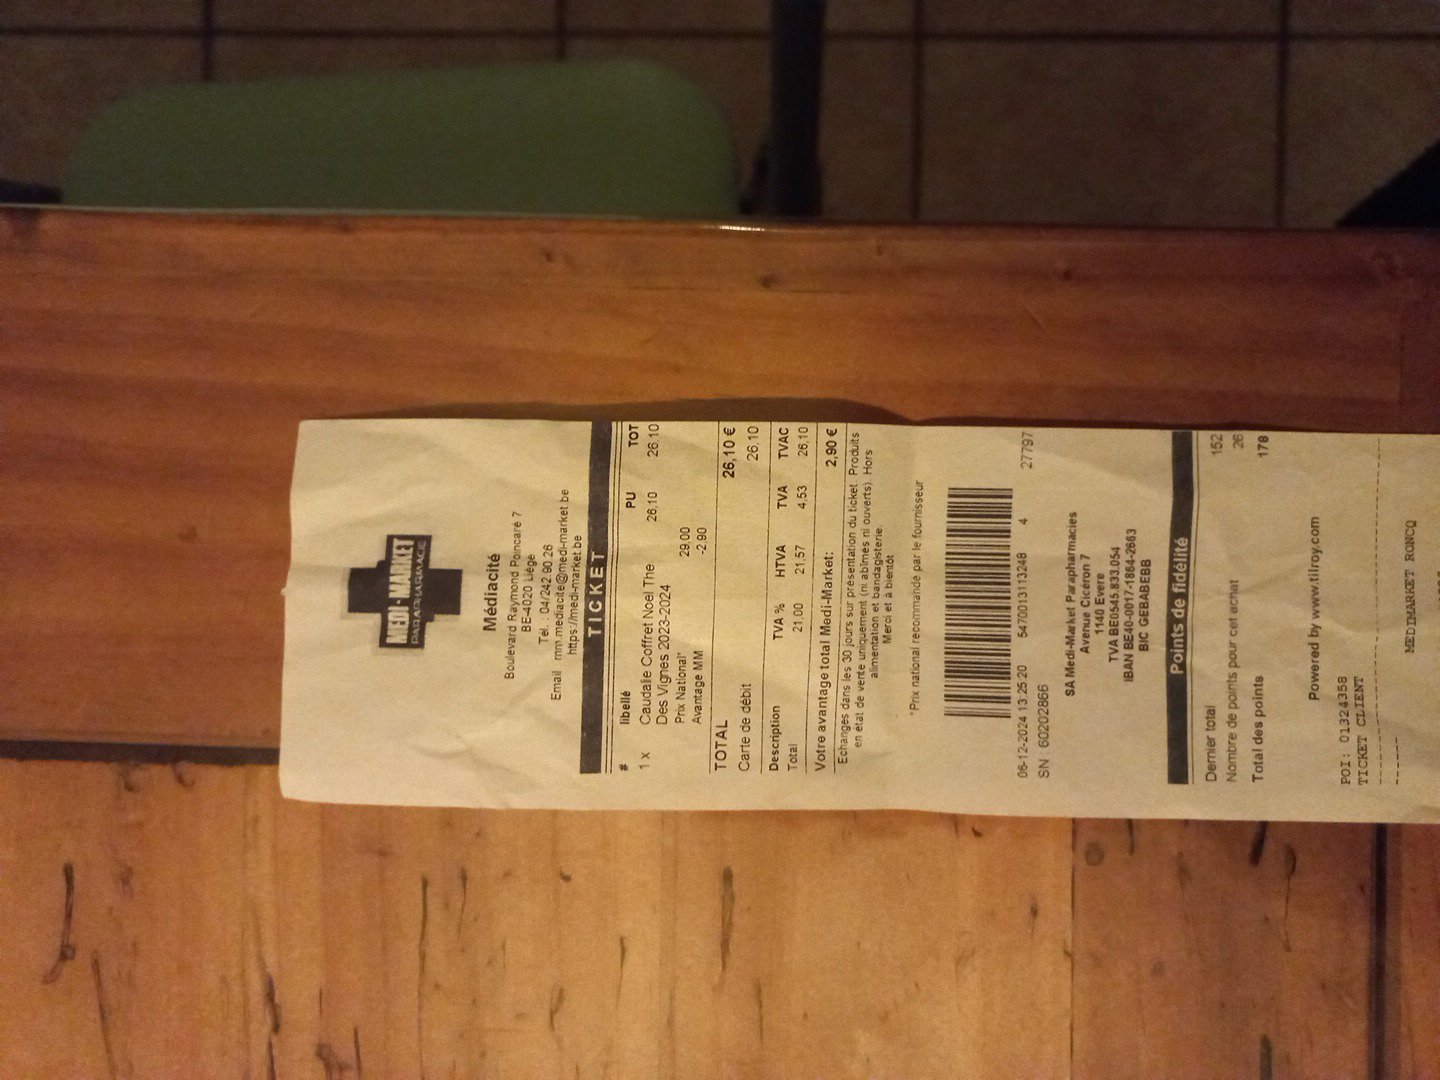 MEDI-MARKET
PARAPHARMACIE
Médiacité
Boulevard Raymond Poincaré 7
BE-4020 Liège
Tel. : 04/242.90.26
Email mm.mediacite@medi-market.be
https://medi-market.be
TICKET
# libellé PU TOT
1 x Caudalie Coffret Noel The 26,10 26,10
Des Vignes 2023-2024
Prix National* 29,00
Avantage MM -2,90
TOTAL 26,10 €
Carte de débit 26,10
Description TVA % HTVA TVA TVAC
Total 21,00 21,57 4,53 26,10
Votre avantage total Medi-Market: 2,90 €
Echanges dans les 30 jours sur présentation du ticket. Produits
en état de vente uniquement (ni abîmés ni ouverts). Hors
alimentation et bandagisterie.
Merci et à bientôt
*Prix national recommandé par le fournisseur
06-12-2024 13:25:20 5470013113248 4 27797
SN : 60202866
SA Medi-Market Parapharmacies
Avenue Cicéron 7
1140 Evere
TVA BE0545.833.054
IBAN BE40-0017-1864-2663
BIC GEBABEBB
Points de fidélité
Dernier total 152
Nombre de points pour cet achat 26
Total des points 178
Powered by www.tilroy.com
POI: 01324358
TICKET CLIENT
MEDIMARKET RONCQ